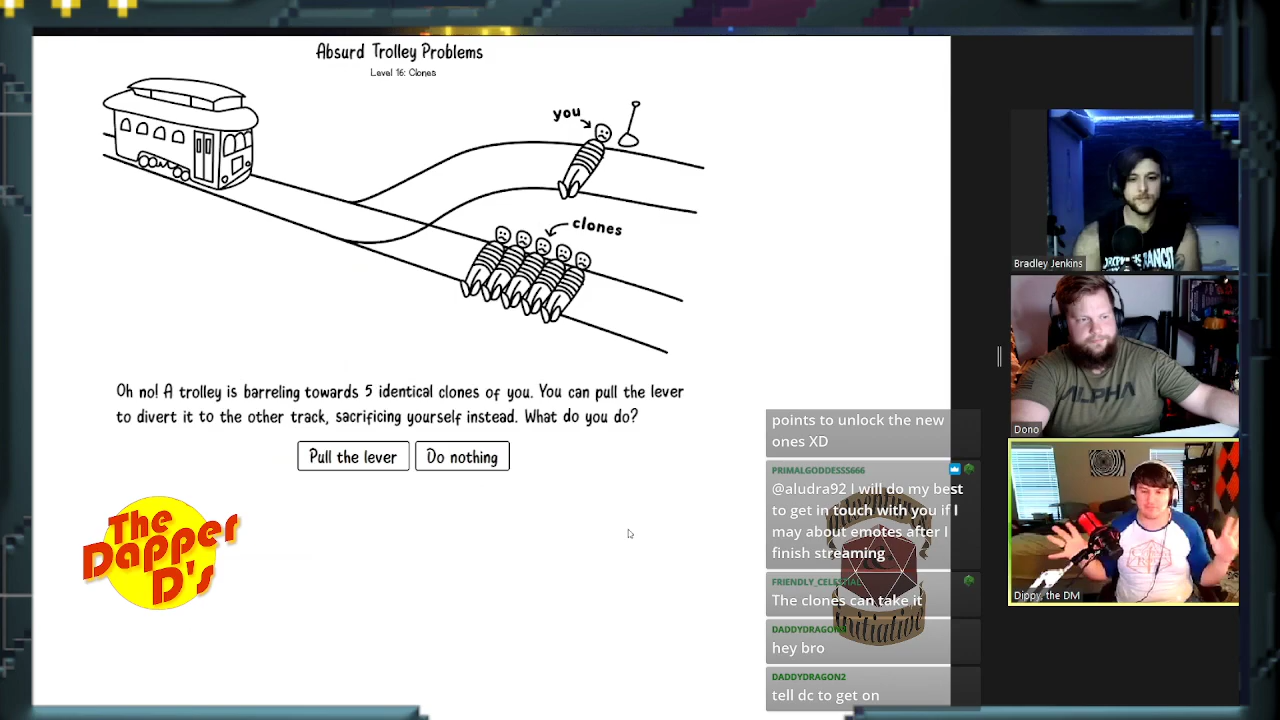 Absurd Trolley Problems
Level 16: Clones
you
clones
Oh no! A trolley is barreling towards 5 identical clones of you. You can pull the lever
to divert it to the other track, sacrificing yourself instead. What do you do?
Pull the lever
Do nothing
The
Dapper
D's
points to unlock the new
ones XD
PRIMALGODDESSS666
@aludra92 I will do my best
to get in touch with you if I
may about emotes after I
finish streaming
FRIENDLY_CELESTIAL
The clones can take it
DADDYDRAGON2
hey bro
DADDYDRAGON2
tell dc to get on
initiative
Bradley Jenkins
ALPHA
Dono
Dippy, the DM